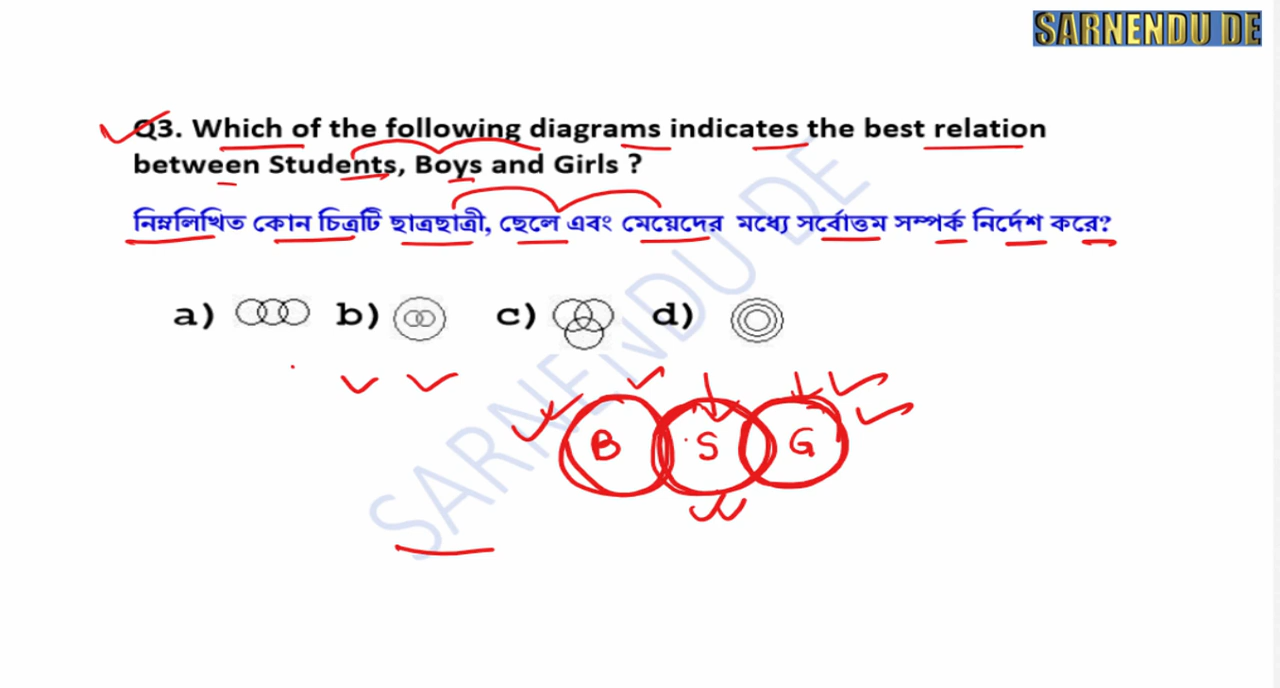 SARNENDU DE
Q3. Which of the following diagrams indicates the best relation
between Students, Boys and Girls ?
নিম্নলিখিত কোন চিত্রটি ছাত্রছাত্রী, ছেলে এবং মেয়েদের মধ্যে সর্বোত্তম সম্পর্ক নির্দেশ করে?
a) b) c) d)
B S G
SARNENDU DE